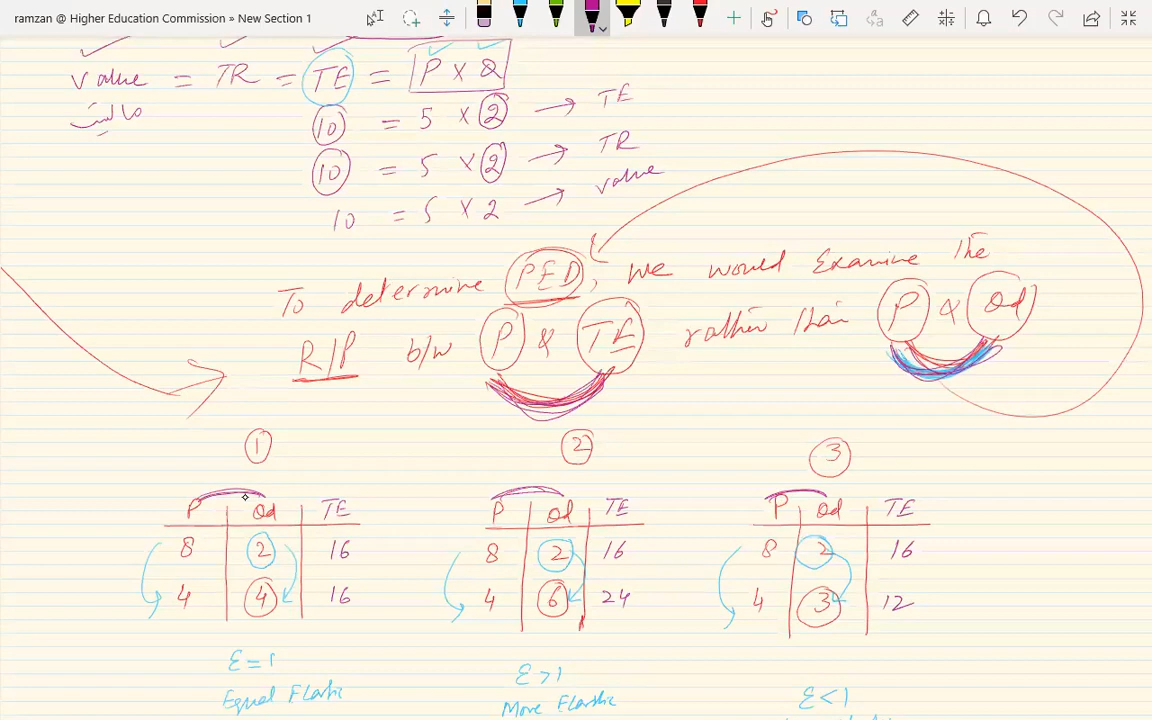 ramzan @ Higher Education Commission » New Section 1
Value = TR = TE = P × Q
مالیت
10 = 5 × 2 → TE
10 = 5 × 2 → TR
10 = 5 × 2 → value
To determine PED, we would Examine the
R/P b/w P & TE rather than P & Qd
1 2 3
P Qd TE P Qd TE P Qd TE
8 2 16 8 2 16 8 2 16
4 4 16 4 6 24 4 3 12
Ɛ=1 Ɛ>1 Ɛ<1
Equal Elastic More Elastic